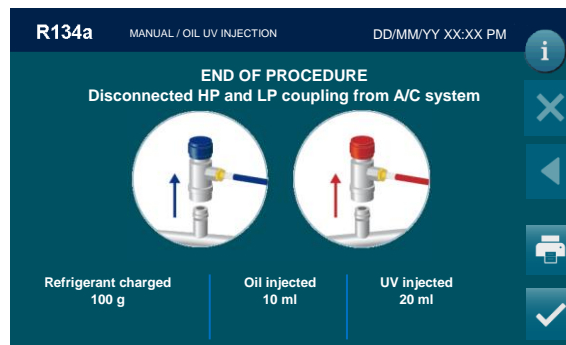 R134a MANUAL / OIL UV INJECTION DD/MM/YY XX:XX PM
i
END OF PROCEDURE
Disconnected HP and LP coupling from A/C system
Refrigerant charged Oil injected UV injected
100 g 10 ml 20 ml